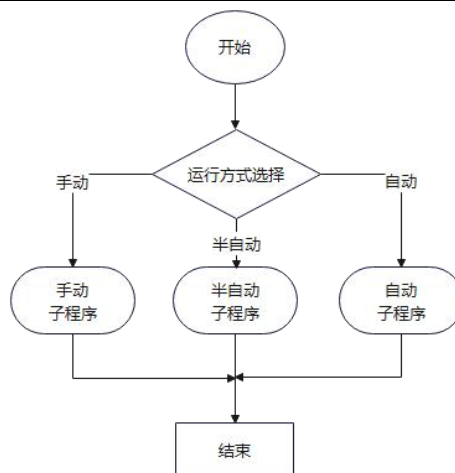 开始
运行方式选择
手动
自动
半自动
手动
子程序
半自动
子程序
自动
子程序
结束